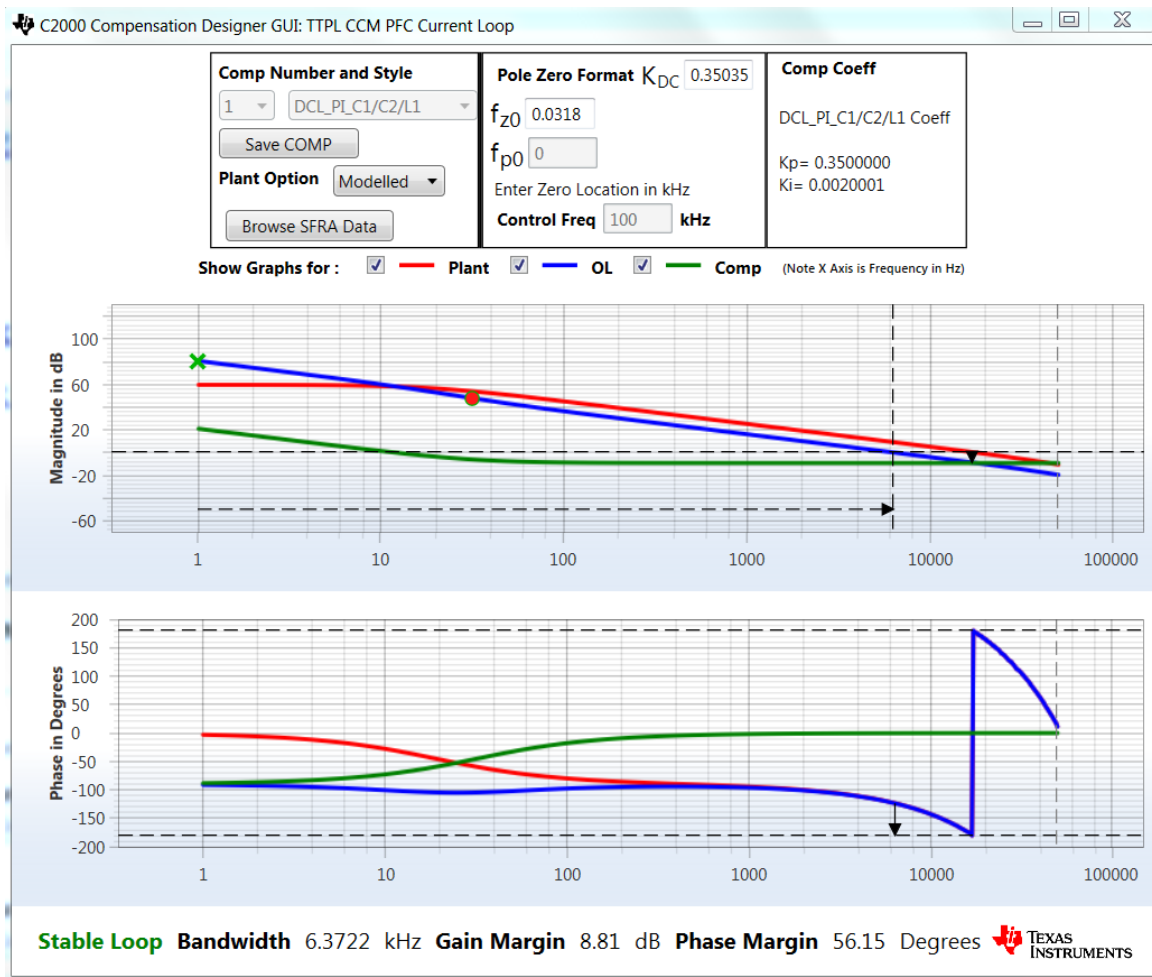 C2000 Compensation Designer GUI: TTPL CCM PFC Current Loop
Comp Number and Style
1 DCL_PI_C1/C2/L1
Save COMP
Plant Option Modelled
Browse SFRA Data
Pole Zero Format KDC 0.35035
fz0 0.0318
fp0 0
Enter Zero Location in kHz
Control Freq 100 kHz
Comp Coeff
DCL_PI_C1/C2/L1 Coeff
Kp= 0.3500000
Ki= 0.0020001
Show Graphs for : Plant OL Comp (Note X Axis is Frequency in Hz)
Magnitude in dB
100
60
20
-20
-60
1 10 100 1000 10000 100000
Phase in Degrees
200
150
100
50
0
-50
-100
-150
-200
1 10 100 1000 10000 100000
Stable Loop Bandwidth 6.3722 kHz Gain Margin 8.81 dB Phase Margin 56.15 Degrees
TEXAS
INSTRUMENTS